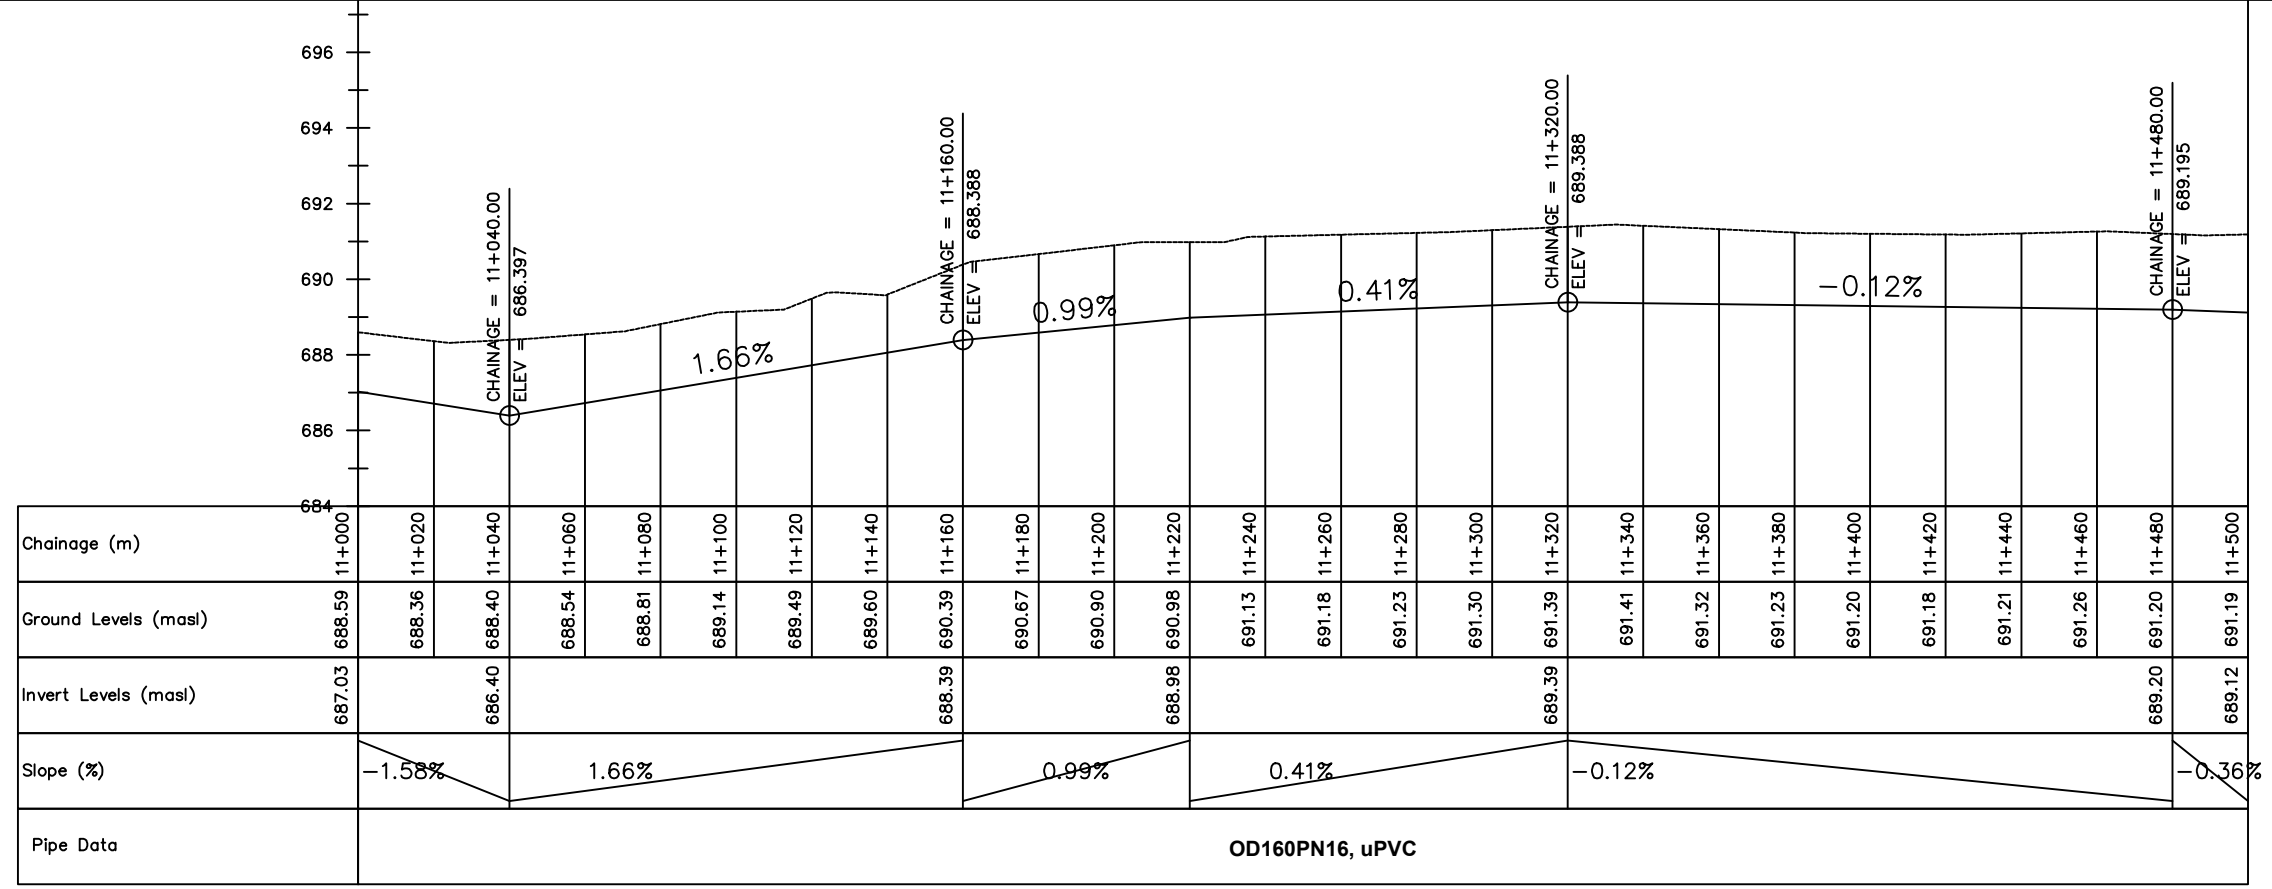 696
694
692
690
688
686
684
CHAINAGE = 11+040.00
ELEV = 686.397
CHAINAGE = 11+160.00
ELEV = 688.388
CHAINAGE = 11+320.00
ELEV = 689.388
CHAINAGE = 11+480.00
ELEV = 689.195
1.66%
0.99%
0.41%
-0.12%
Chainage (m) 11+000 11+020 11+040 11+060 11+080 11+100 11+120 11+140 11+160 11+180 11+200 11+220 11+240 11+260 11+280 11+300 11+320 11+340 11+360 11+380 11+400 11+420 11+440 11+460 11+480 11+500
Ground Levels (masl) 688.59 688.36 688.40 688.54 688.81 689.14 689.49 689.60 690.39 690.67 690.90 690.98 691.13 691.18 691.23 691.30 691.39 691.41 691.32 691.23 691.20 691.18 691.21 691.26 691.20 691.19
Invert Levels (masl) 687.03 686.40 688.39 688.98 689.39 689.20 689.12
Slope (%) -1.58% 1.66% 0.99% 0.41% -0.12% -0.36%
Pipe Data OD160PN16, uPVC